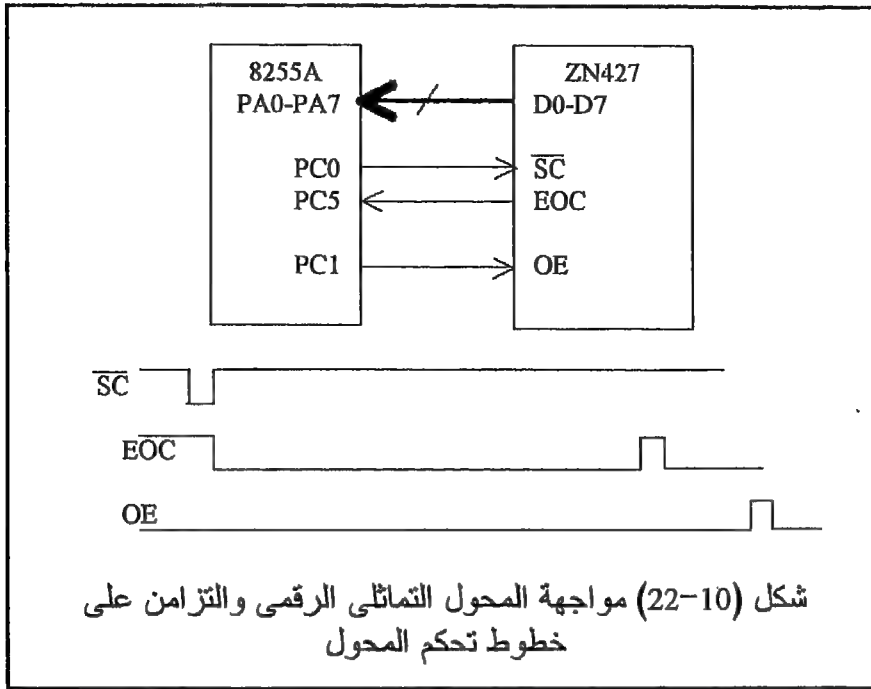 8255A
ZN427
PA0-PA7
D0-D7
PC0
SC
PC5
EOC
PC1
OE
SC
EOC
OE
شكل (10-22) مواجهة المحول التماثلى الرقمى والتزامن على
خطوط تحكم المحول